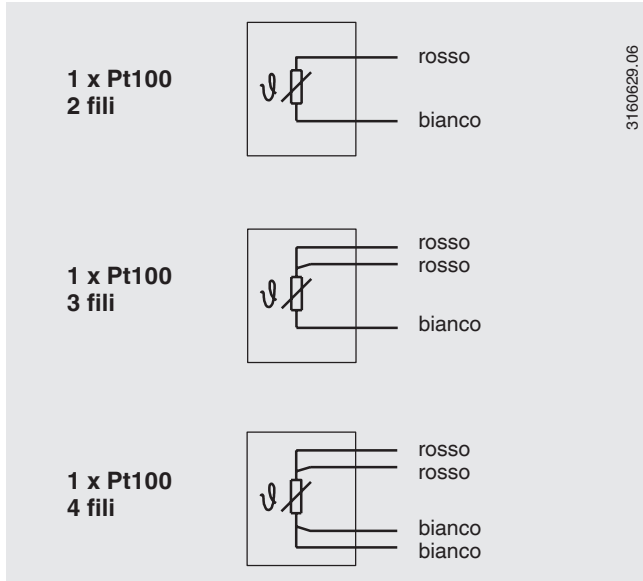 1 x Pt100
2 fili
rosso
bianco
3160629.06
1 x Pt100
3 fili
rosso
rosso
bianco
1 x Pt100
4 fili
rosso
rosso
bianco
bianco